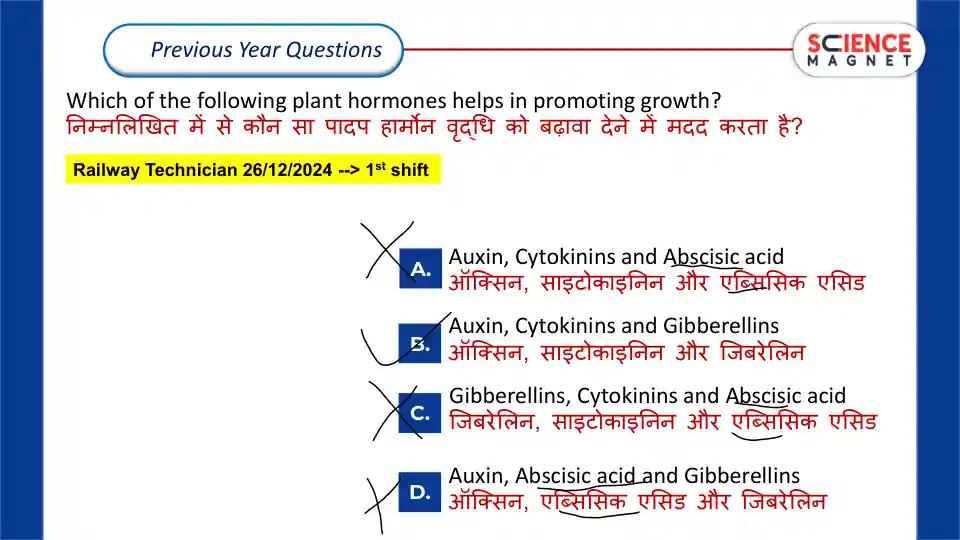 Previous Year Questions
SCIENCE
MAGNET
Which of the following plant hormones helps in promoting growth?
निम्नलिखित में से कौन सा पादप हार्मोन वृद्धि को बढ़ावा देने में मदद करता है?
Railway Technician 26/12/2024 --> 1st shift
A. Auxin, Cytokinins and Abscisic acid
ऑक्सिन, साइटोकाइनिन और एब्सिसिक एसिड
B. Auxin, Cytokinins and Gibberellins
ऑक्सिन, साइटोकाइनिन और जिबरेलिन
C. Gibberellins, Cytokinins and Abscisic acid
जिबरेलिन, साइटोकाइनिन और एब्सिसिक एसिड
D. Auxin, Abscisic acid and Gibberellins
ऑक्सिन, एब्सिसिक एसिड और जिबरेलिन